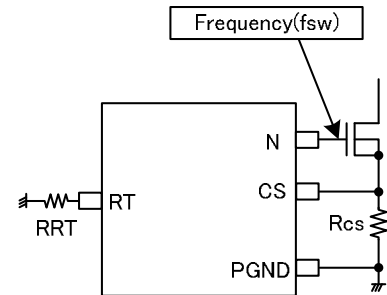 Frequency(fsw)
N
RT
CS
RRT
Rcs
PGND